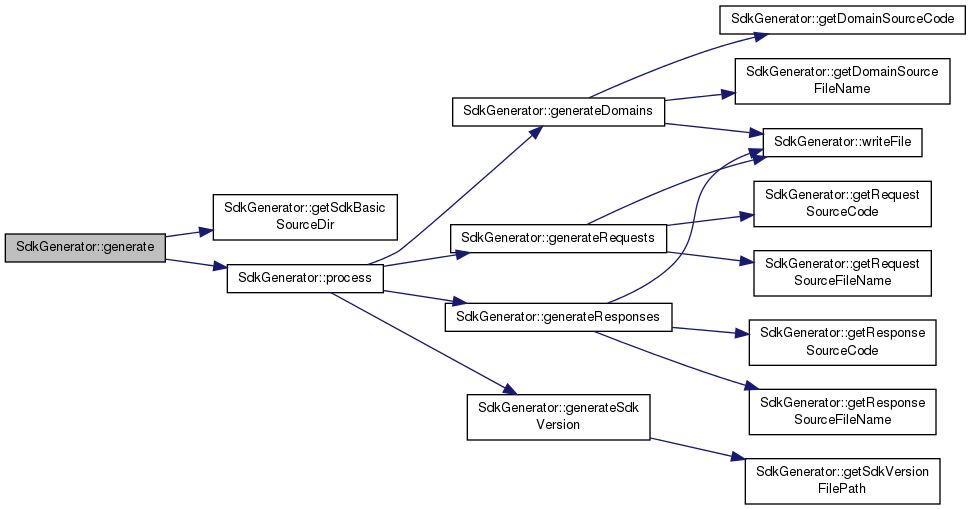 SdkGenerator::generate
SdkGenerator::getSdkBasic
SourceDir
SdkGenerator::process
SdkGenerator::generateDomains
SdkGenerator::generateRequests
SdkGenerator::generateResponses
SdkGenerator::generateSdk
Version
SdkGenerator::getDomainSourceCode
SdkGenerator::getDomainSource
FileName
SdkGenerator::writeFile
SdkGenerator::getRequest
SourceCode
SdkGenerator::getRequest
SourceFileName
SdkGenerator::getResponse
SourceCode
SdkGenerator::getResponse
SourceFileName
SdkGenerator::getSdkVersion
FilePath